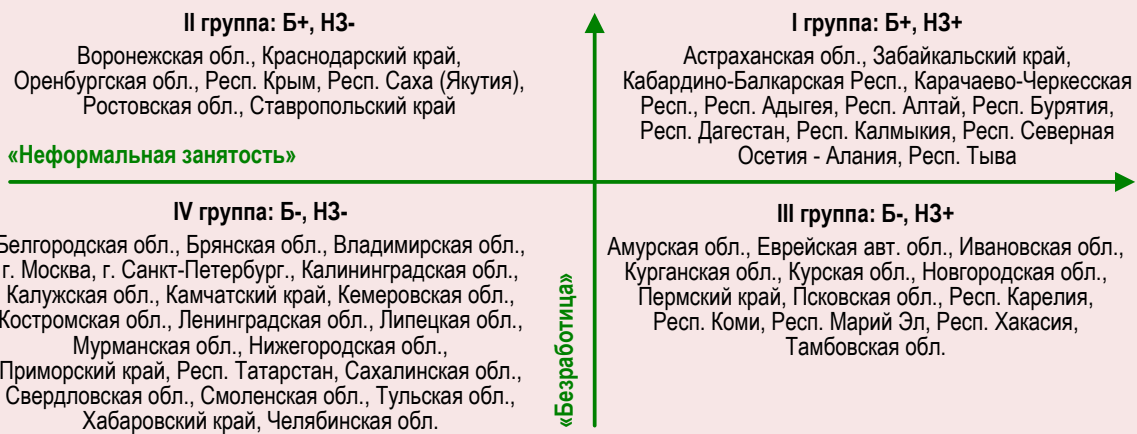 II группа: Б+, НЗ-
Воронежская обл., Краснодарский край,
Оренбургская обл., Респ. Крым, Респ. Саха (Якутия),
Ростовская обл., Ставропольский край
I группа: Б+, НЗ+
Астраханская обл., Забайкальский край,
Кабардино-Балкарская Респ., Карачаево-Черкесская
Респ., Респ. Адыгея, Респ. Алтай, Респ. Бурятия,
Респ. Дагестан, Респ. Калмыкия, Респ. Северная
Осетия - Алания, Респ. Тыва
«Неформальная занятость»
IV группа: Б-, НЗ-
Белгородская обл., Брянская обл., Владимирская обл.,
г. Москва, г. Санкт-Петербург., Калининградская обл.,
Калужская обл., Камчатский край, Кемеровская обл.,
Костромская обл., Ленинградская обл., Липецкая обл.,
Мурманская обл., Нижегородская обл.,
Приморский край, Респ. Татарстан, Сахалинская обл.,
Свердловская обл., Смоленская обл., Тульская обл.,
Хабаровский край, Челябинская обл.
«Безработица»
III группа: Б-, НЗ+
Амурская обл., Еврейская авт. обл., Ивановская обл.,
Курганская обл., Курская обл., Новгородская обл.,
Пермский край, Псковская обл., Респ. Карелия,
Респ. Коми, Респ. Марий Эл, Респ. Хакасия,
Тамбовская обл.